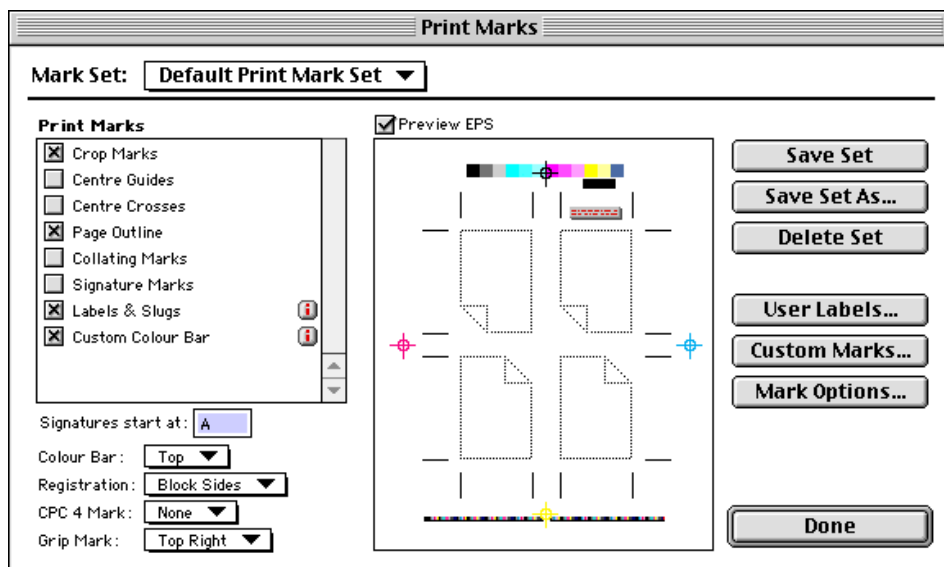 Print Marks
Mark Set: Default Print Mark Set
Print Marks
Crop Marks
Centre Guides
Centre Crosses
Page Outline
Collating Marks
Signature Marks
Labels & Slugs
Custom Colour Bar
Signatures start at: A
Colour Bar: Top
Registration: Block Sides
CPC 4 Mark: None
Grip Mark: Top Right
Preview EPS
Save Set
Save Set As...
Delete Set
User Labels...
Custom Marks...
Mark Options...
Done